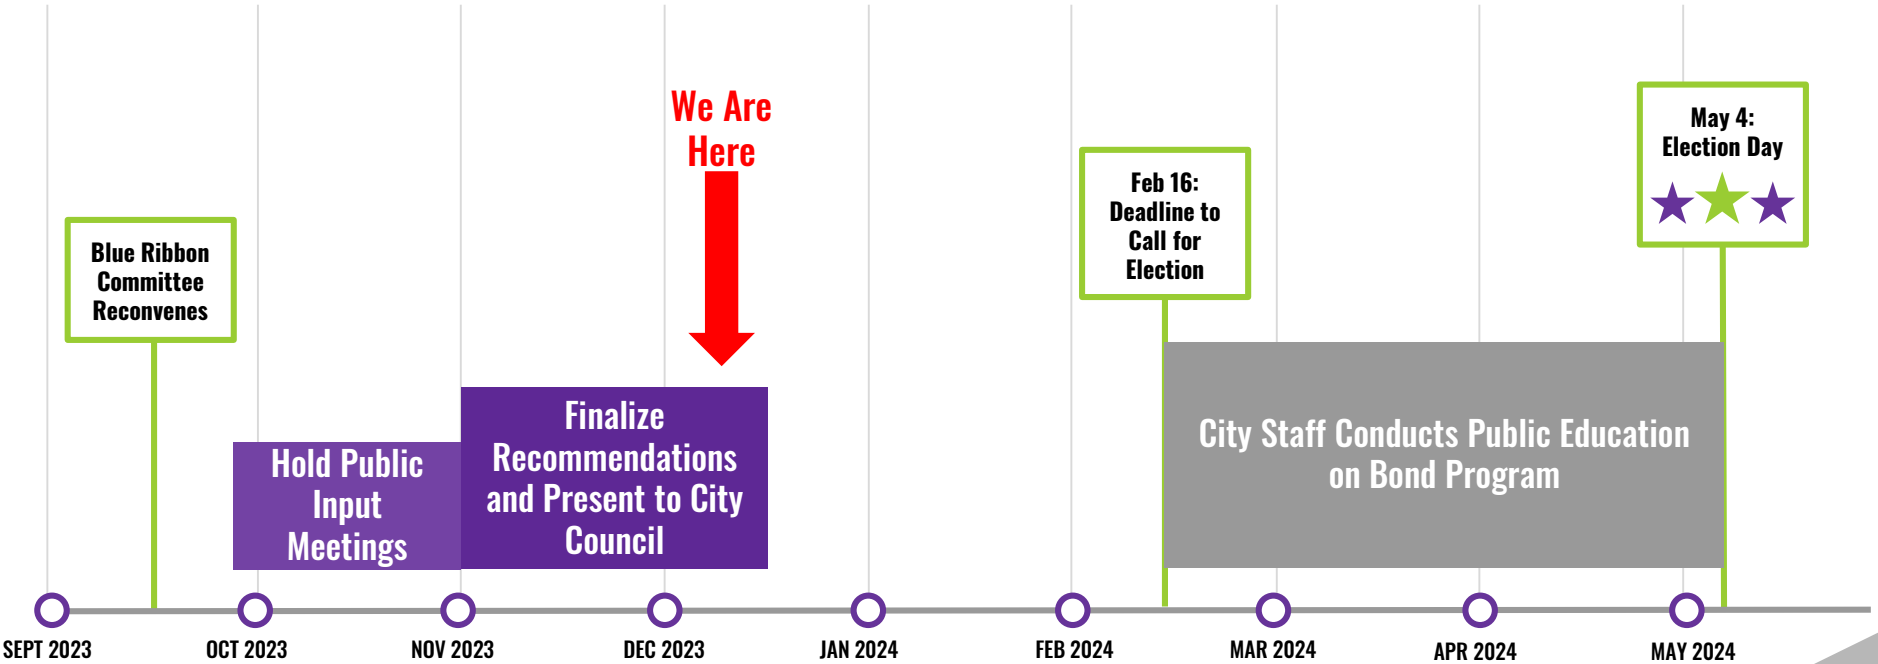 We Are
Here
May 4:
Election Day
Feb 16:
Deadline to
Call for
Election
Blue Ribbon
Committee
Reconvenes
Hold Public
Input
Meetings
Finalize
Recommendations
and Present to City
Council
City Staff Conducts Public Education
on Bond Program
SEPT 2023
OCT 2023
NOV 2023
DEC 2023
JAN 2024
FEB 2024
MAR 2024
APR 2024
MAY 2024